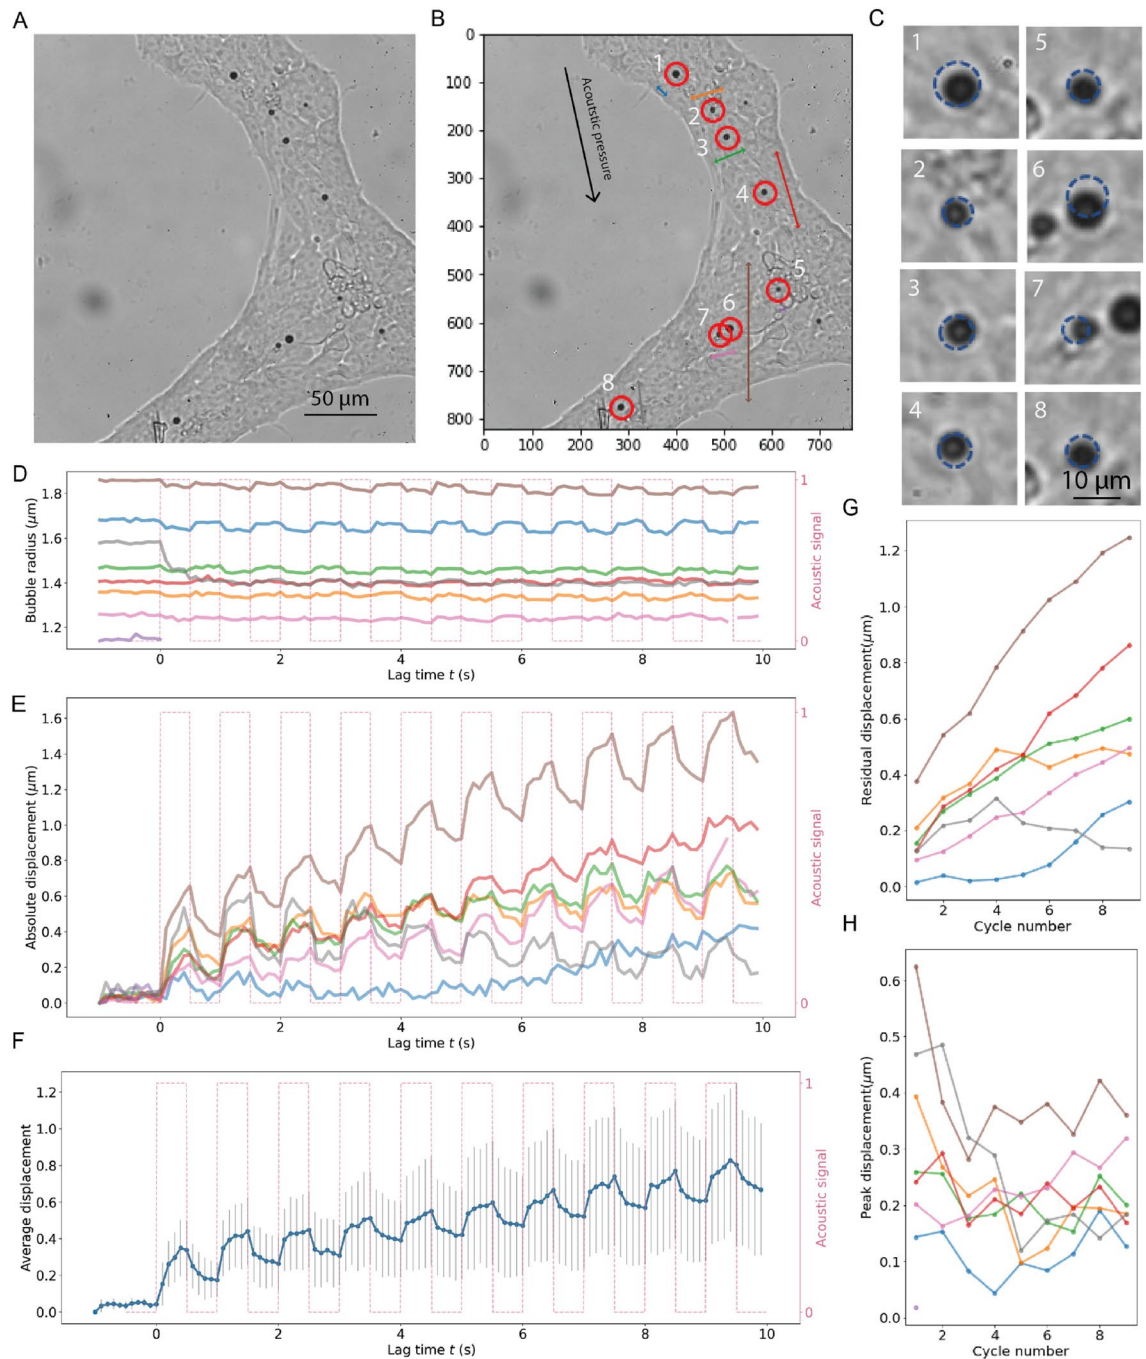 A
Acoutstic pressure
50 μm
B
0
100
200
300
400
500
600
700
800
0 100 200 300 400 500 600 700
1
2
3
4
5
6
7
8
C
1 5
2 6
3 7
4 8
10 μm
D
Bubble radius (μm)
1.8
1.6
1.4
1.2
1
0
Acoustic signal
0 2 4 6 8 10
Lag time t (s)
E
Absolute displacement (μm)
1.6
1.4
1.2
1.0
0.8
0.6
0.4
0.2
0.0
1
0
Acoustic signal
0 2 4 6 8 10
Lag time t (s)
F
Average displacement
1.2
1.0
0.8
0.6
0.4
0.2
0.0
1
0
Acoustic signal
0 2 4 6 8 10
Lag time t (s)
G
Residual displacement(μm)
1.2
1.0
0.8
0.6
0.4
0.2
0.0
2 4 6 8
Cycle number
H
Peak displacement(μm)
0.6
0.5
0.4
0.3
0.2
0.1
0.0
2 4 6 8
Cycle number